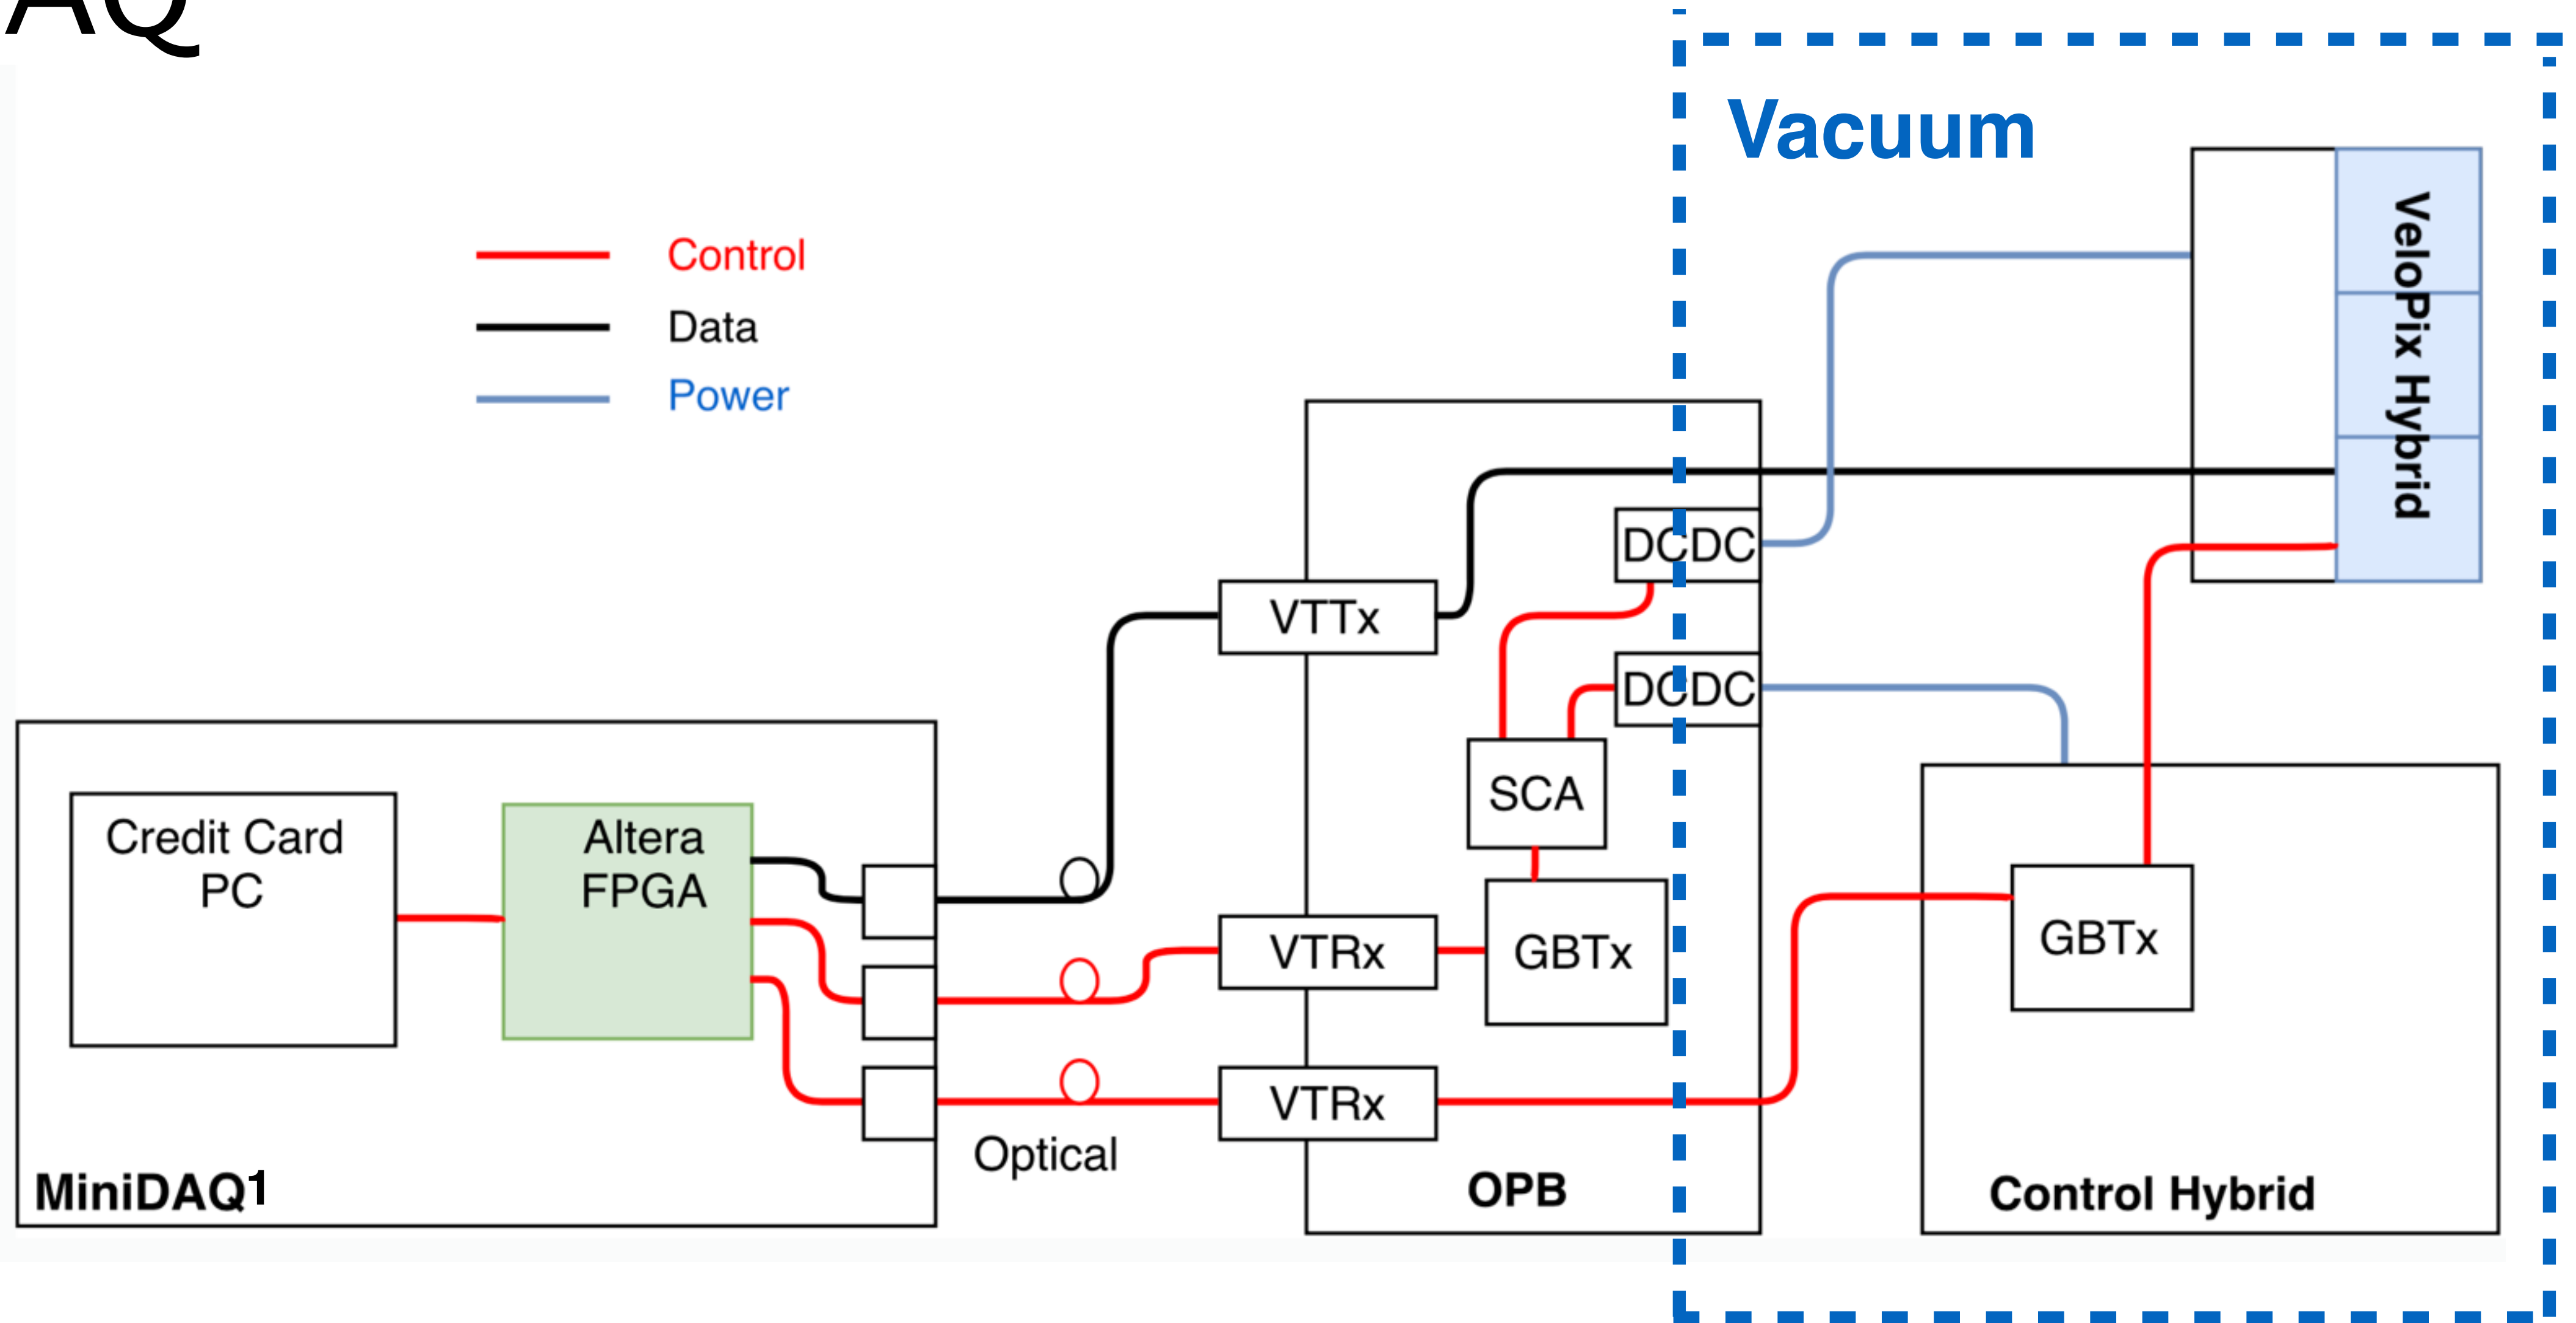 AQ
Vacuum
Control
Data
Power
VeloPix Hybrid
DCDC
VTTx
DCDC
SCA
Credit Card
PC
Altera
FPGA
VTRx
GBTx
GBTx
VTRx
Optical
MiniDAQ1
OPB
Control Hybrid